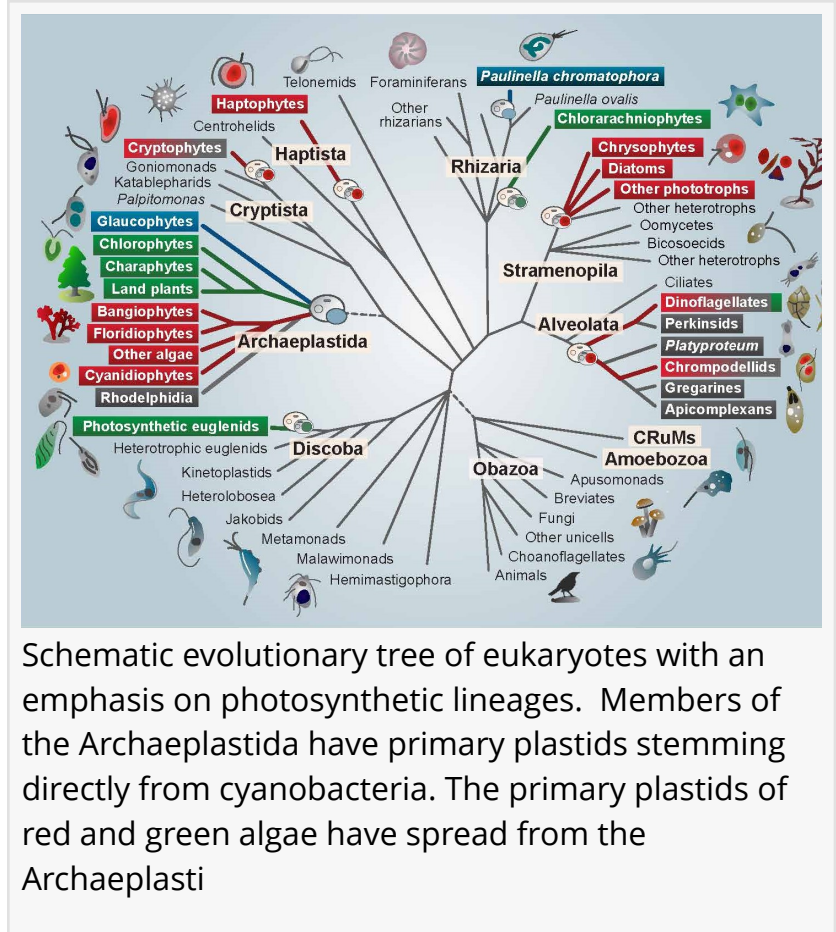 Telonemids
Foraminiferans
Paulinella chromatophora
Haptophytes
Other
rhizarians
Paulinella ovalis
Centrohelids
Chlorarachniophytes
Cryptophytes
Haptista
Rhizaria
Chrysophytes
Goniomonads
Diatoms
Katablepharids
Other phototrophs
Palpitomonas
Cryptista
Other heterotrophs
Glaucophytes
Oomycetes
Chlorophytes
Bicosoecids
Charaphytes
Stramenopila
Other heterotrophs
Land plants
Ciliates
Bangiophytes
Dinoflagellates
Floridiophytes
Alveolata
Perkinsids
Other algae
Archaeplastida
Platyproteum
Cyanidiophytes
Chrompodellids
Rhodelphidia
Gregarines
Apicomplexans
Photosynthetic euglenids
CRuMs
Heterotrophic euglenids
Discoba
Amoebozoa
Kinetoplastids
Obazoa
Apusomonads
Heterolobosea
Breviates
Jakobids
Fungi
Metamonads
Other unicells
Malawimonads
Choanoflagellates
Hemimastigophora
Animals
Schematic evolutionary tree of eukaryotes with an
emphasis on photosynthetic lineages.  Members of
the Archaeplastida have primary plastids stemming
directly from cyanobacteria. The primary plastids of
red and green algae have spread from the
Archaeplasti